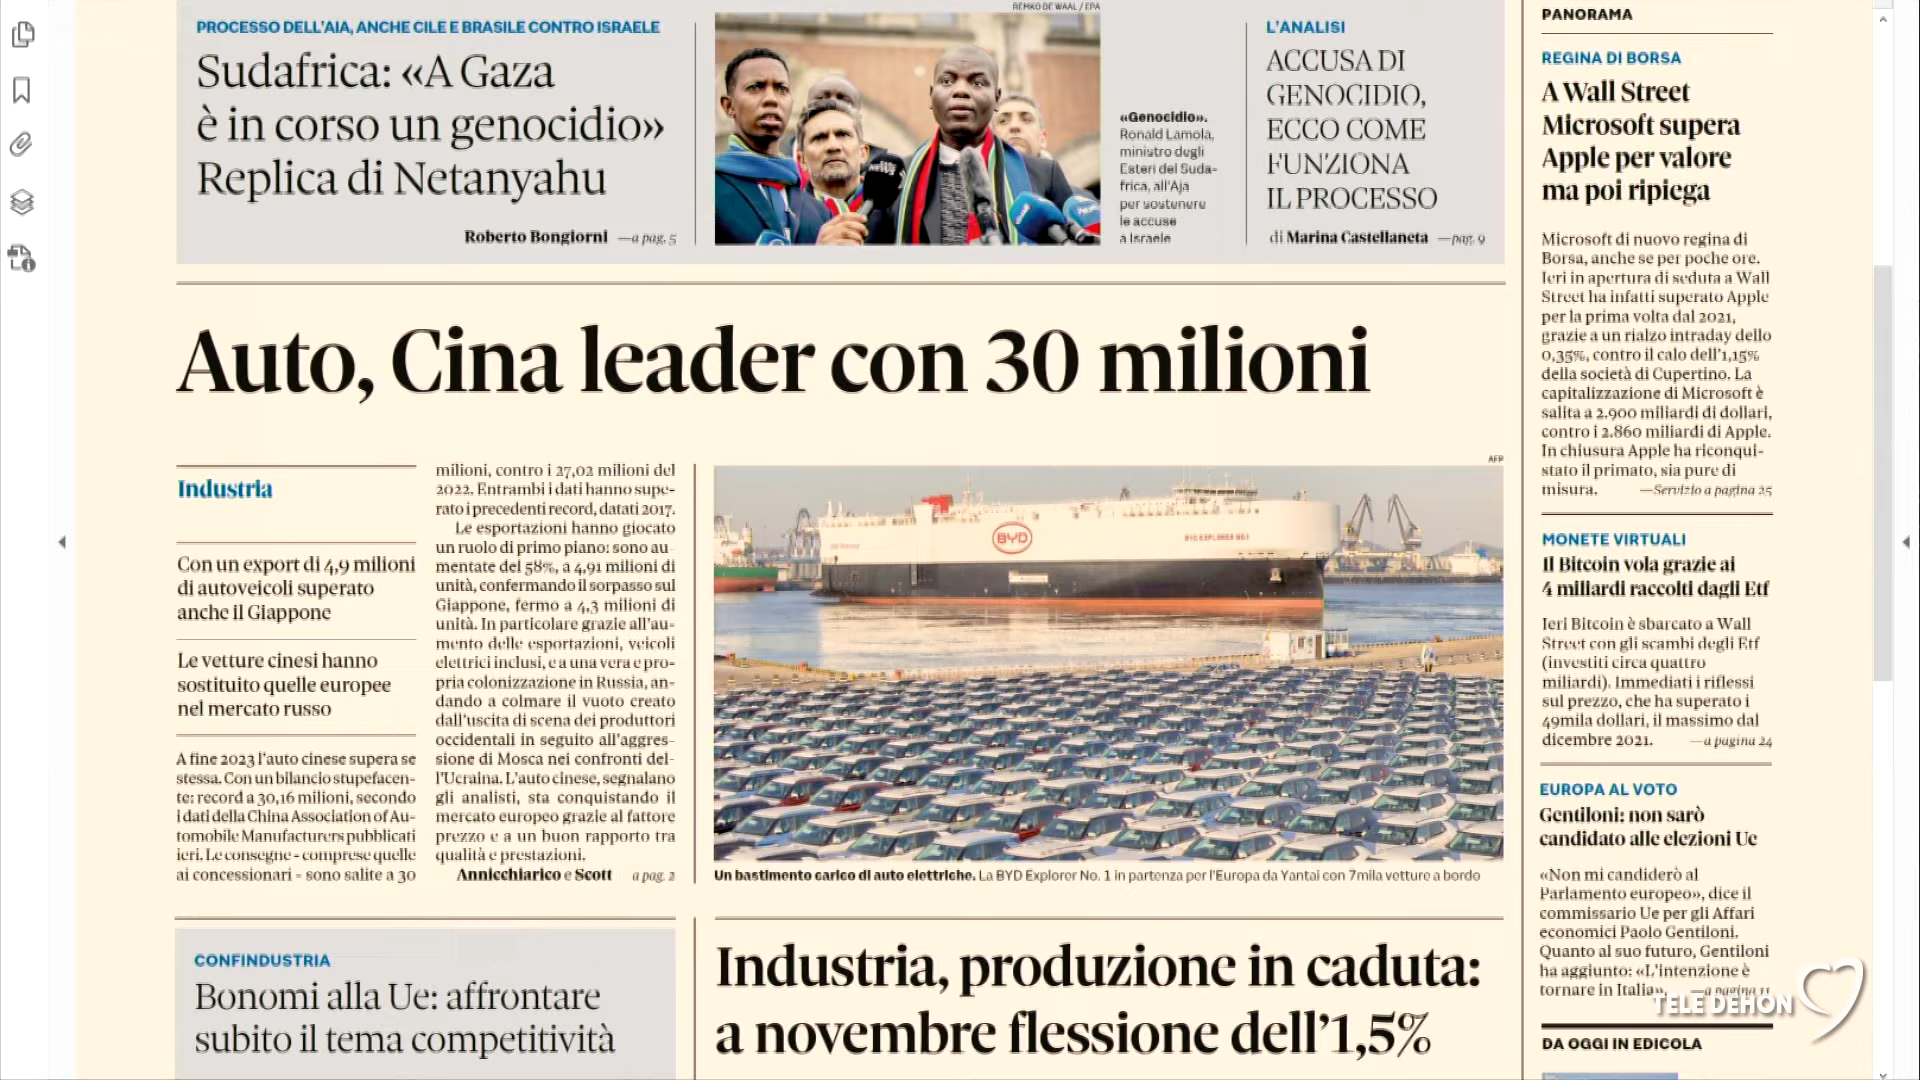 REMKO DE WAAL / EPA
PROCESSO DELL'AIA, ANCHE CILE E BRASILE CONTRO ISRAELE
Sudafrica: «A Gaza
è in corso un genocidio»
Replica di Netanyahu
Roberto Bongiorni —a pag. 5
«Genocidio».
Ronald Lamola,
ministro degli
Esteri del Suda-
frica, all'Aja
per sostenere
le accuse
a Israele
L'ANALISI
ACCUSA DI
GENOCIDIO,
ECCO COME
FUNZIONA
IL PROCESSO
di Marina Castellaneta —pag. 9
Auto, Cina leader con 30 milioni
Industria
Con un export di 4,9 milioni
di autoveicoli superato
anche il Giappone
Le vetture cinesi hanno
sostituito quelle europee
nel mercato russo
A fine 2023 l'auto cinese supera se
stessa. Con un bilancio stupefacen-
te: record a 30,16 milioni, secondo
i dati della China Association of Au-
tomobile Manufacturers pubblicati
ieri. Le consegne - comprese quelle
ai concessionari - sono salite a 30
milioni, contro i 27,02 milioni del
2022. Entrambi i dati hanno supe-
rato i precedenti record, datati 2017.
Le esportazioni hanno giocato
un ruolo di primo piano: sono au-
mentate del 58%, a 4,91 milioni di
unità, confermando il sorpasso sul
Giappone, fermo a 4,3 milioni di
unità. In particolare grazie all'au-
mento delle esportazioni, veicoli
elettrici inclusi, e a una vera e pro-
pria colonizzazione in Russia, an-
dando a colmare il vuoto creato
dall'uscita di scena dei produttori
occidentali in seguito all'aggres-
sione di Mosca nei confronti del-
l'Ucraina. L'auto cinese, segnalano
gli analisti, sta conquistando il
mercato europeo grazie al fattore
prezzo e a un buon rapporto tra
qualità e prestazioni.
Annicchiarico e Scott a pag. 2
AFP
BYD
BYD EXPLORER NO.1
Un bastimento carico di auto elettriche. La BYD Explorer No. 1 in partenza per l'Europa da Yantai con 7mila vetture a bordo
CONFINDUSTRIA
Bonomi alla Ue: affrontare
subito il tema competitività
Industria, produzione in caduta:
a novembre flessione dell'1,5%
PANORAMA
REGINA DI BORSA
A Wall Street
Microsoft supera
Apple per valore
ma poi ripiega
Microsoft di nuovo regina di
Borsa, anche se per poche ore.
Ieri in apertura di seduta a Wall
Street ha infatti superato Apple
per la prima volta dal 2021,
grazie a un rialzo intraday dello
0,35%, contro il calo dell'1,15%
della società di Cupertino. La
capitalizzazione di Microsoft è
salita a 2.900 miliardi di dollari,
contro i 2.860 miliardi di Apple.
In chiusura Apple ha riconqui-
stato il primato, sia pure di
misura. —Servizio a pagina 25
MONETE VIRTUALI
Il Bitcoin vola grazie ai
4 miliardi raccolti dagli Etf
Ieri Bitcoin è sbarcato a Wall
Street con gli scambi degli Etf
(investiti circa quattro
miliardi). Immediati i riflessi
sul prezzo, che ha superato i
49mila dollari, il massimo dal
dicembre 2021. —a pagina 24
EUROPA AL VOTO
Gentiloni: non sarò
candidato alle elezioni Ue
«Non mi candiderò al
Parlamento europeo», dice il
commissario Ue per gli Affari
economici Paolo Gentiloni.
Quanto al suo futuro, Gentiloni
ha aggiunto: «L'intenzione è
tornare in Italia». —a pagina 11
TELE DEHON
DA OGGI IN EDICOLA